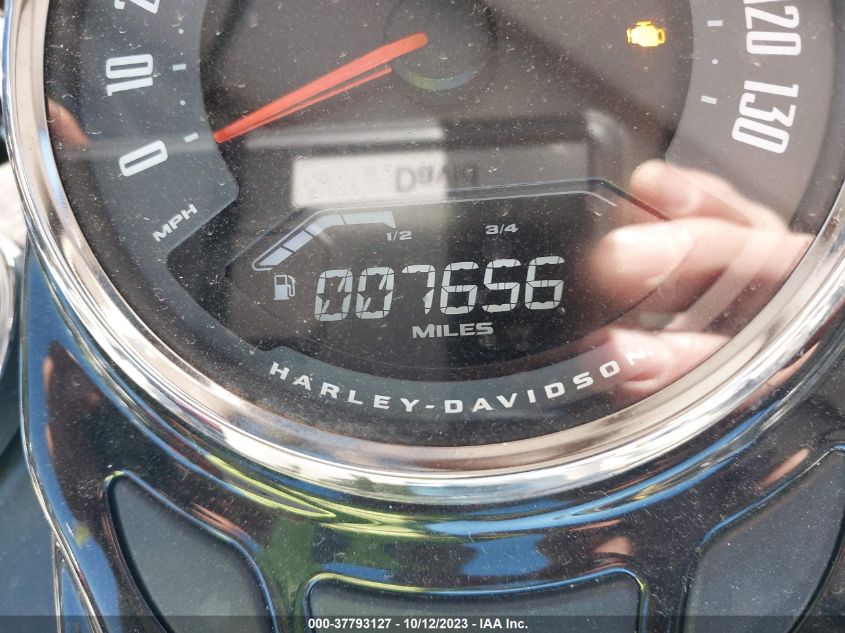 10
0
MPH
120
130
David
1/2 3/4
007656
MILES
HARLEY-DAVIDSON
000-37793127 - 10/12/2023 - IAA Inc.